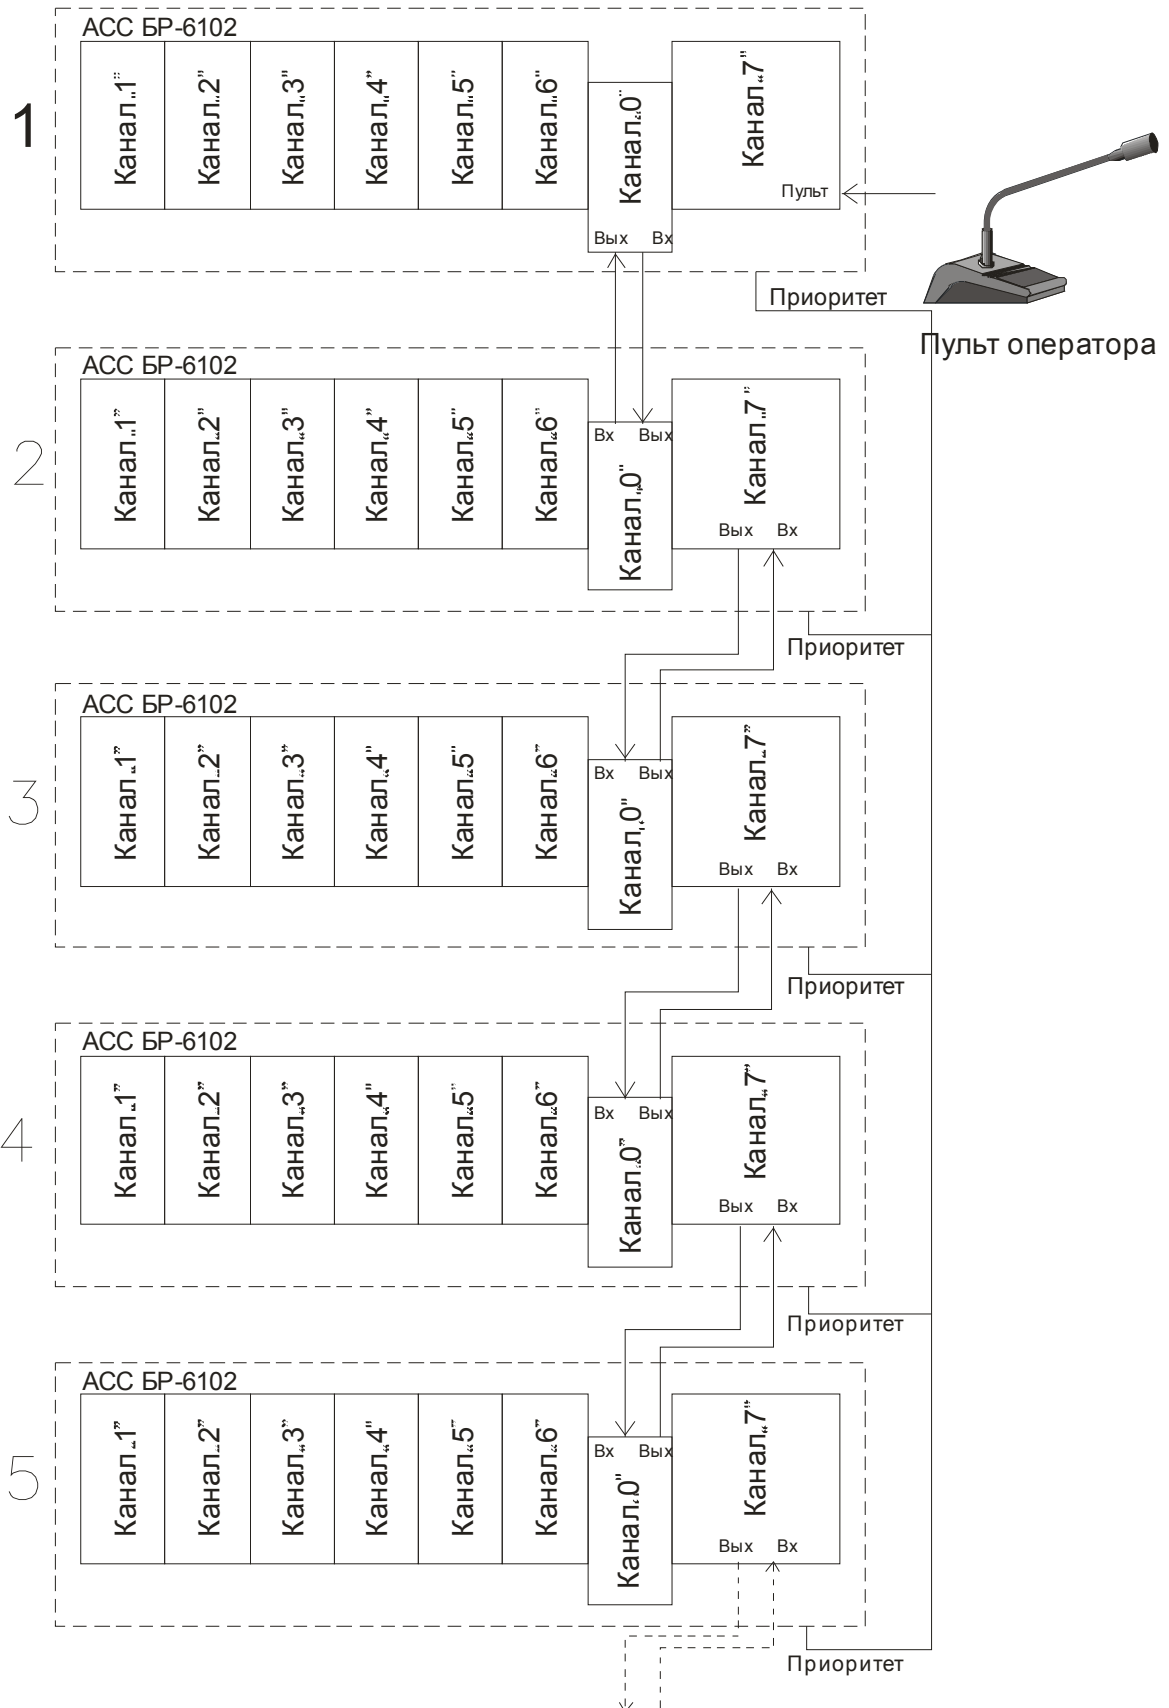 АСС БР-6102
1
Канал „1”
Канал „2”
Канал „3"
Канал „4”
Канал „5"
Канал „6"
Канал „0"
Канал „7"
Пульт
Вых Вх
Приоритет
Пульт оператора
АСС БР-6102
2
Канал „1”
Канал „2”
Канал „3"
Канал „4”
Канал „5"
Канал „6"
Вх Вых
Канал „0"
Канал „7"
Вых Вх
Приоритет
АСС БР-6102
3
Канал „1”
Канал „2”
Канал „3”
Канал „4"
Канал „5"
Канал „6”
Вх Вых
Канал „0"
Канал „7”
Вых Вх
Приоритет
АСС БР-6102
4
Канал „1”
Канал „2”
Канал „3”
Канал „4"
Канал „5"
Канал „6”
Вх Вых
Канал „0”
Канал „7”
Вых Вх
Приоритет
АСС БР-6102
5
Канал „1”
Канал „2”
Канал „3”
Канал „4"
Канал „5"
Канал „6”
Вх Вых
Канал „0"
Канал „7"
Вых Вх
Приоритет